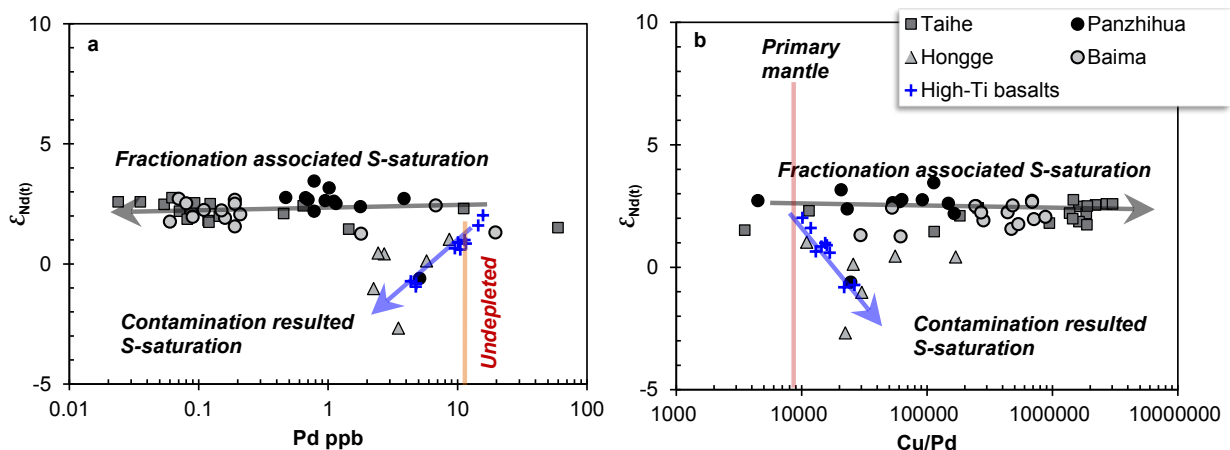 a
10
5
0
-5
εNd(t)
Fractionation associated S-saturation
Contamination resulted
S-saturation
Undepleted
0.01
0.1
1
10
100
Pd ppb
b
10
5
0
-5
εNd(t)
Primary
mantle
Taihe
Panzhihua
Hongge
Baima
High-Ti basalts
Fractionation associated S-saturation
Contamination resulted
S-saturation
1000
10000
100000
1000000
10000000
Cu/Pd